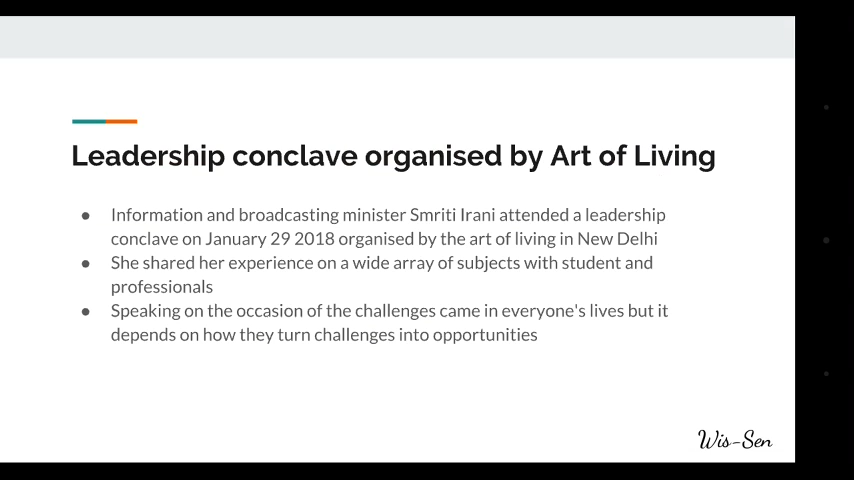 Leadership conclave organised by Art of Living
● Information and broadcasting minister Smriti Irani attended a leadership
conclave on January 29 2018 organised by the art of living in New Delhi
● She shared her experience on a wide array of subjects with student and
professionals
● Speaking on the occasion of the challenges came in everyone's lives but it
depends on how they turn challenges into opportunities
Wis-Sen